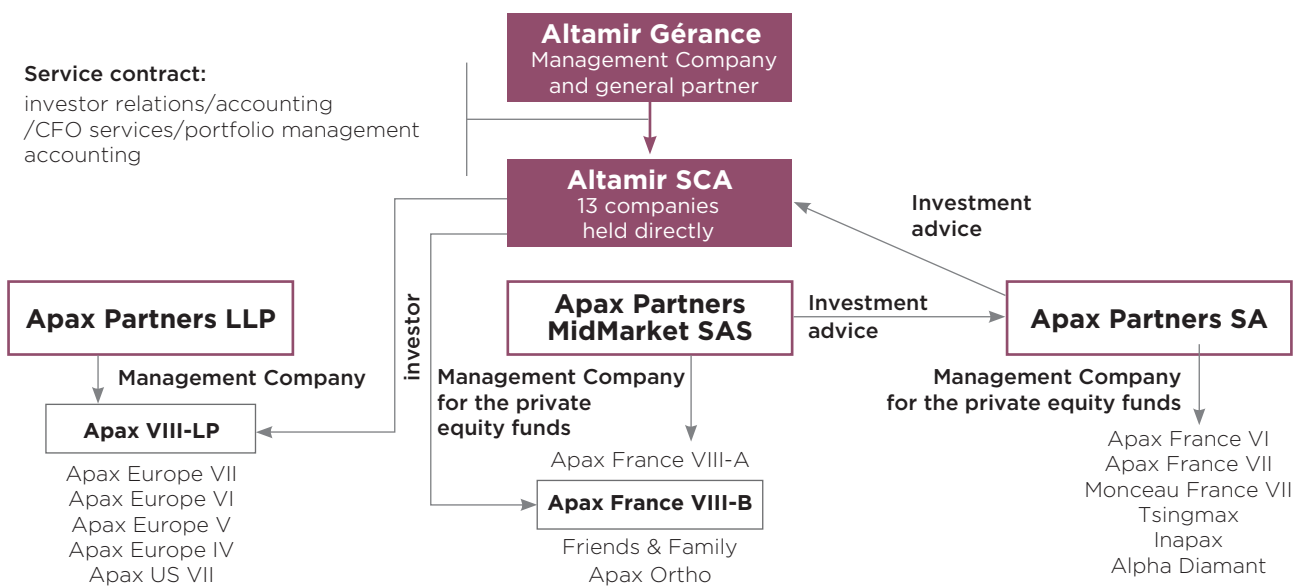 Altamir Gérance
Management Company
and general partner
Service contract:
investor relations/accounting
/CFO services/portfolio management
accounting
Altamir SCA
13 companies
held directly
Investment
advice
Apax Partners LLP
investor
Apax Partners
MidMarket SAS
Investment
advice
Apax Partners SA
Management Company
Apax VIII-LP
Apax Europe VII
Apax Europe VI
Apax Europe V
Apax Europe IV
Apax US VII
Management Company
for the private
equity funds
Apax France VIII-A
Apax France VIII-B
Friends & Family
Apax Ortho
Management Company
for the private equity funds
Apax France VI
Apax France VII
Monceau France VII
Tsingmax
Inapax
Alpha Diamant